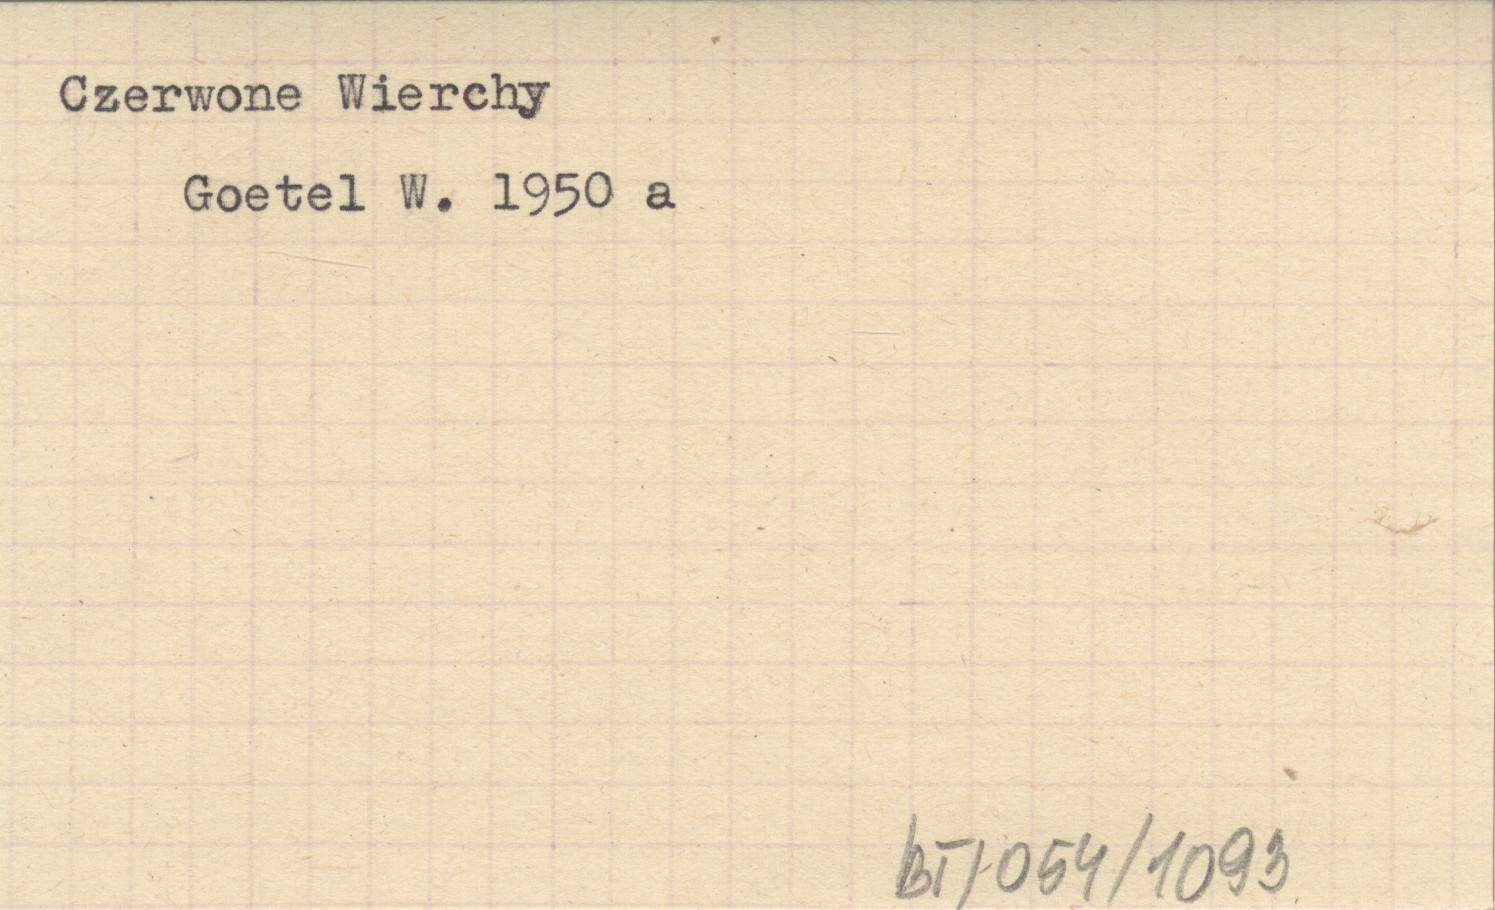 Czerwone Wierchy
Goetel W. 1950 a
BT/054/1093